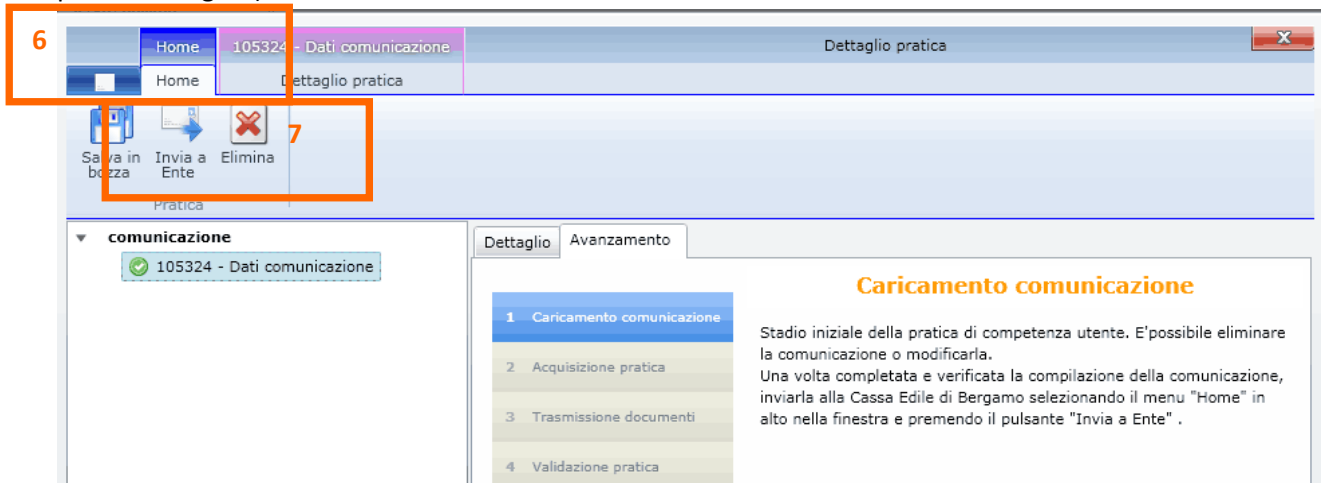 6
Home 105324 - Dati comunicazione Dettaglio pratica
Home Dettaglio pratica
7
Salva in bozza
Invia a Ente
Elimina
Pratica
comunicazione
105324 - Dati comunicazione
Dettaglio Avanzamento
1 Caricamento comunicazione
2 Acquisizione pratica
3 Trasmissione documenti
4 Validazione pratica
Caricamento comunicazione
Stadio iniziale della pratica di competenza utente. E'possibile eliminare
la comunicazione o modificarla.
Una volta completata e verificata la compilazione della comunicazione,
inviarla alla Cassa Edile di Bergamo selezionando il menu "Home" in
alto nella finestra e premendo il pulsante "Invia a Ente" .